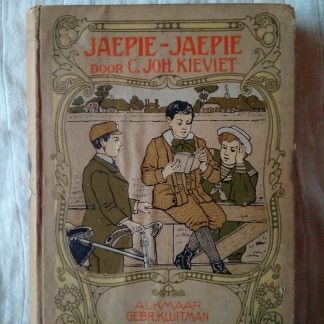 JAEPIE-JAEPIE
DOOR C. JOH. KIEVIET
ALKMAAR
GEBR. KLUITMAN